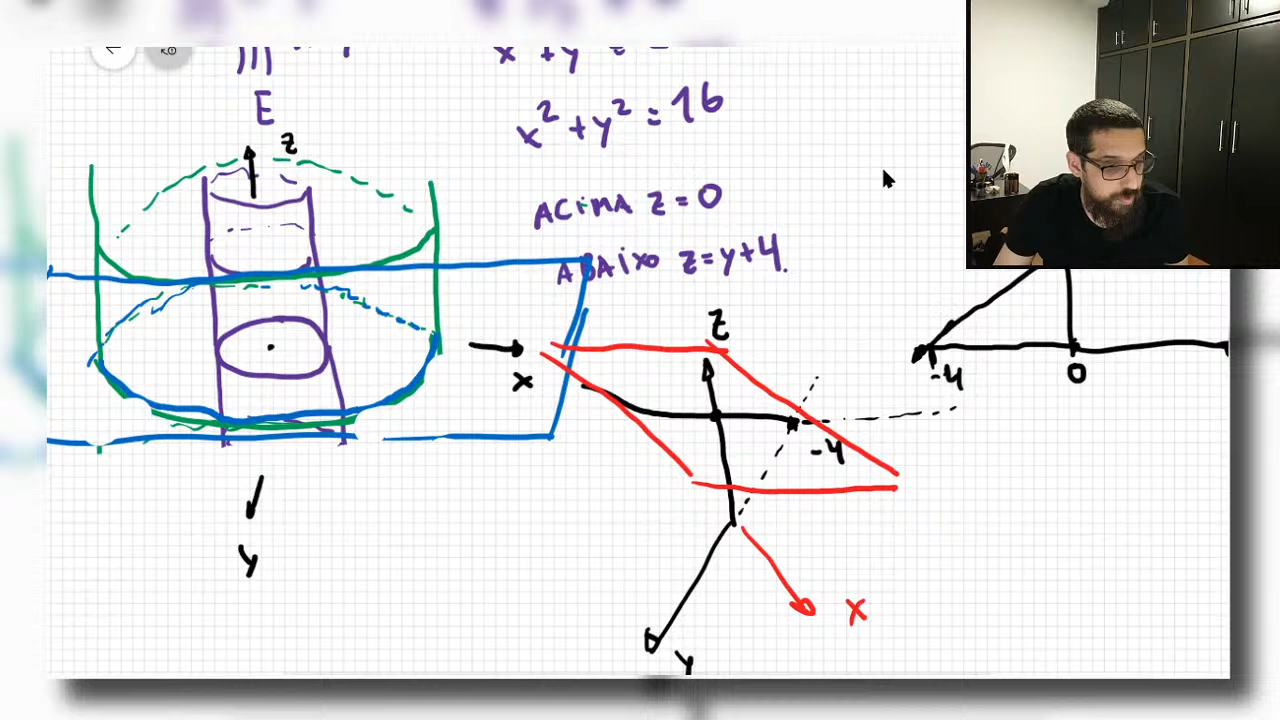 E
x² + y² = 16
ACiMA z = 0
ABAiXO z = y+4.
z
x
y
z
-4
x
y
-4
0